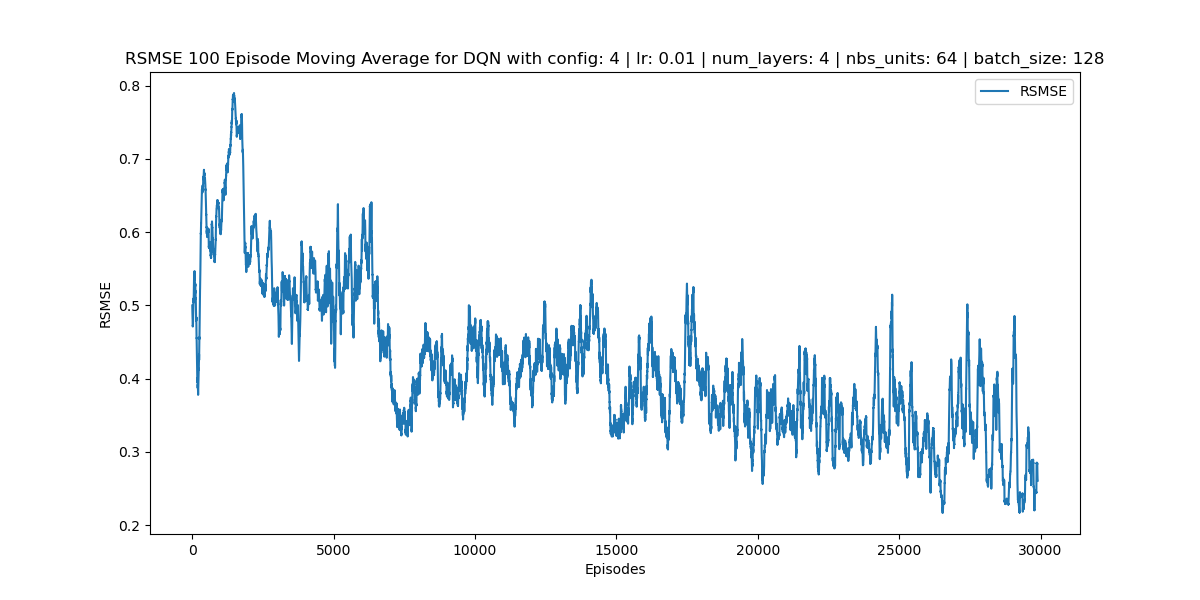 RSMSE 100 Episode Moving Average for DQN with config: 4 | lr: 0.01 | num_layers: 4 | nbs_units: 64 | batch_size: 128
RSMSE
0.8
0.7
0.6
0.5
0.4
0.3
0.2
RSMSE
0 5000 10000 15000 20000 25000 30000
Episodes